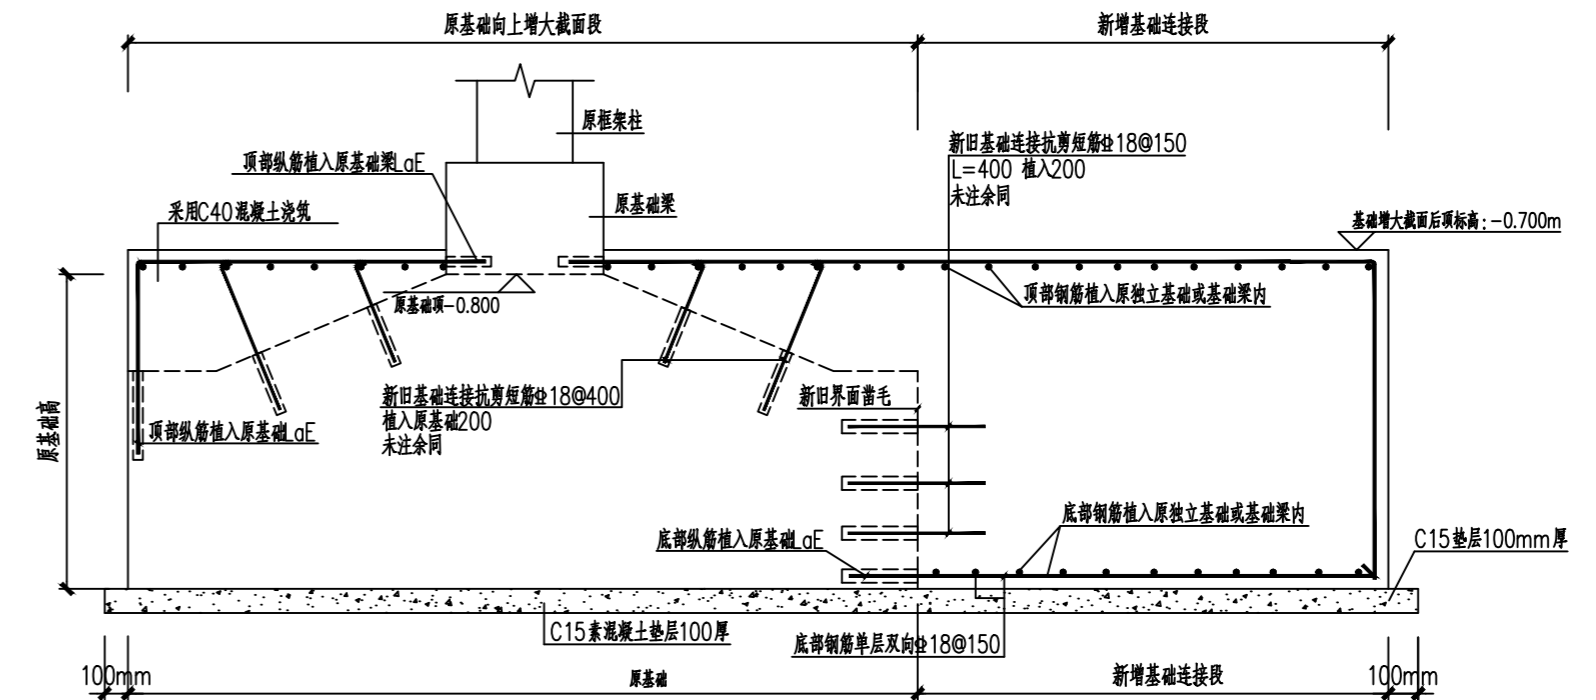 原基础向上增大截面段
新增基础连接段
原框架柱
新旧基础连接抗剪短筋⌀18@150
L=400 植入200
未注余同
顶部纵筋植入原基础梁LaE
采用C40混凝土浇筑
原基础梁
基础增大截面后顶标高:-0.700m
原基础顶-0.800
顶部钢筋植入原独立基础或基础梁内
新旧基础连接抗剪短筋⌀18@400
植入原基础200
未注余同
新旧界面凿毛
原基础高
顶部纵筋植入原基础LaE
底部钢筋植入原独立基础或基础梁内
底部纵筋植入原基础LaE
C15垫层100mm厚
C15素混凝土垫层100厚
底部钢筋单层双向⌀18@150
100mm
原基础
新增基础连接段
100mm